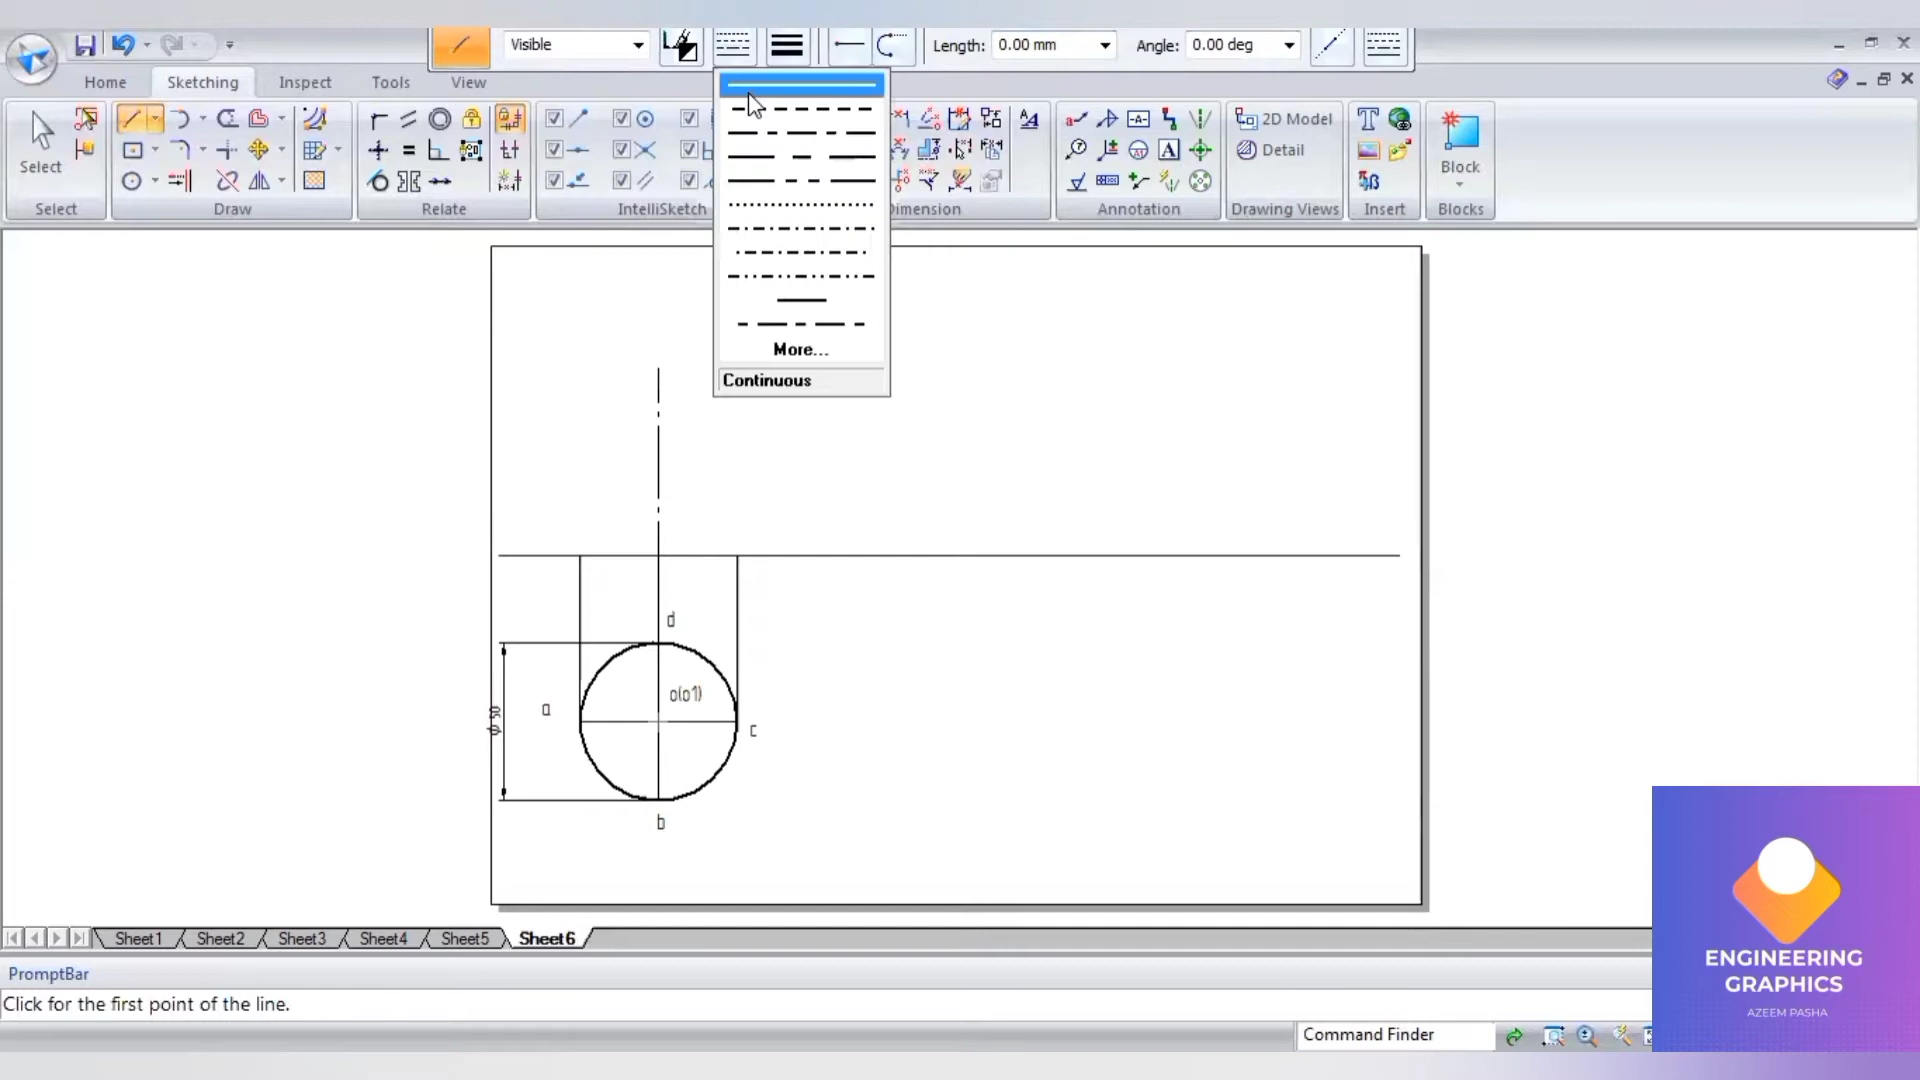 Visible
Length: 0.00 mm
Angle: 0.00 deg
Home
Sketching
Inspect
Tools
View
Select
2D Model
Detail
Block
Select
Draw
Relate
IntelliSketch
Dimension
Annotation
Drawing Views
Insert
Blocks
More...
Continuous
d
o(o1)
a
c
ϕ 50
b
Sheet1
Sheet2
Sheet3
Sheet4
Sheet5
Sheet6
PromptBar
Click for the first point of the line.
Command Finder
ENGINEERING
GRAPHICS
AZEEM PASHA